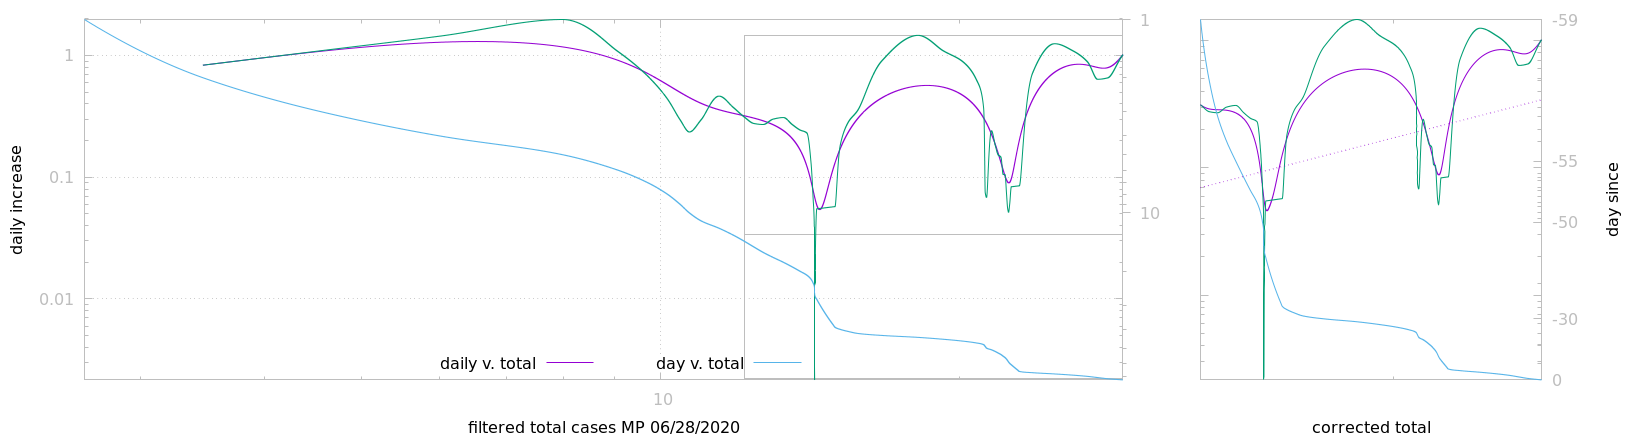 daily increase
1
0.1
0.01
daily v. total
day v. total
10
filtered total cases MP 06/28/2020
1
10
-59
-55
-50
-30
0
day since
corrected total